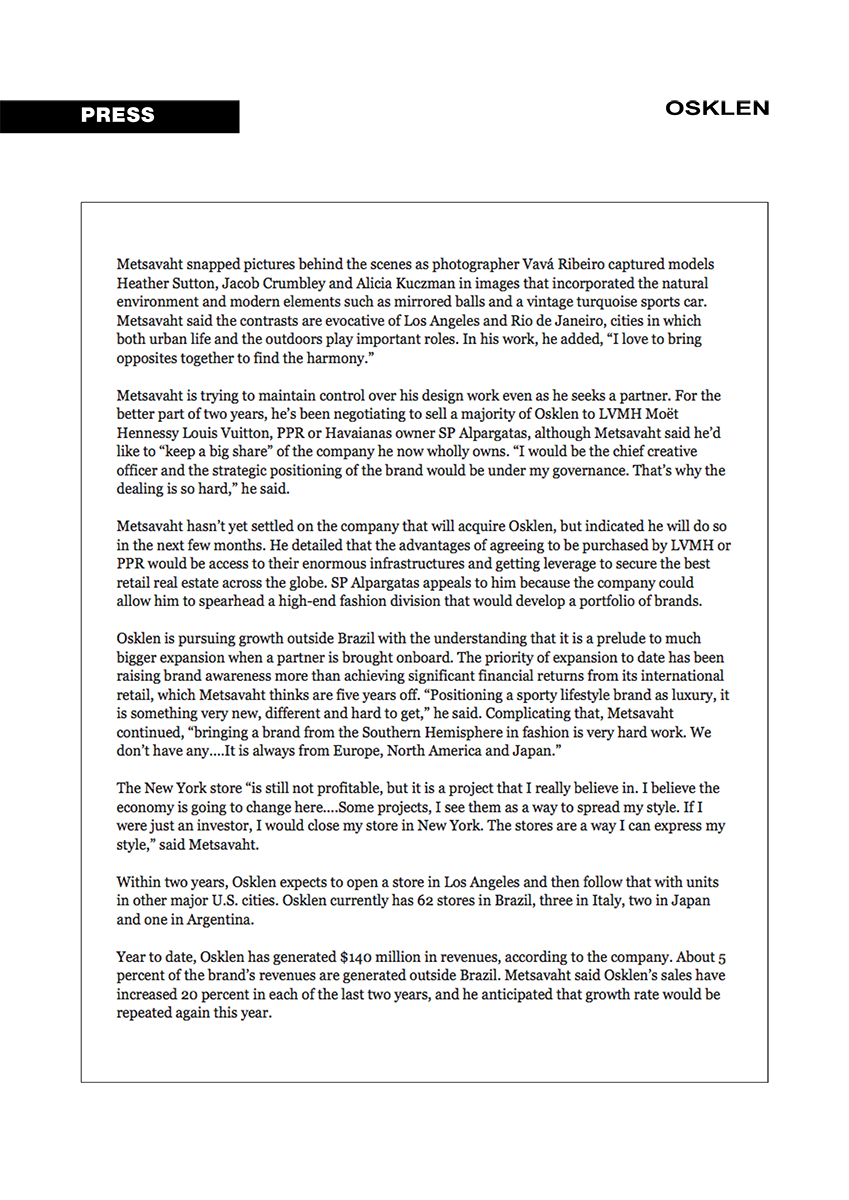 PRESS
OSKLEN
Metsavaht snapped pictures behind the scenes as photographer Vavá Ribeiro captured models
Heather Sutton, Jacob Crumbley and Alicia Kuczman in images that incorporated the natural
environment and modern elements such as mirrored balls and a vintage turquoise sports car.
Metsavaht said the contrasts are evocative of Los Angeles and Rio de Janeiro, cities in which
both urban life and the outdoors play important roles. In his work, he added, “I love to bring
opposites together to find the harmony.”
Metsavaht is trying to maintain control over his design work even as he seeks a partner. For the
better part of two years, he’s been negotiating to sell a majority of Osklen to LVMH Moët
Hennessy Louis Vuitton, PPR or Havaianas owner SP Alpargatas, although Metsavaht said he’d
like to “keep a big share” of the company he now wholly owns. “I would be the chief creative
officer and the strategic positioning of the brand would be under my governance. That’s why the
dealing is so hard,” he said.
Metsavaht hasn’t yet settled on the company that will acquire Osklen, but indicated he will do so
in the next few months. He detailed that the advantages of agreeing to be purchased by LVMH or
PPR would be access to their enormous infrastructures and getting leverage to secure the best
retail real estate across the globe. SP Alpargatas appeals to him because the company could
allow him to spearhead a high-end fashion division that would develop a portfolio of brands.
Osklen is pursuing growth outside Brazil with the understanding that it is a prelude to much
bigger expansion when a partner is brought onboard. The priority of expansion to date has been
raising brand awareness more than achieving significant financial returns from its international
retail, which Metsavaht thinks are five years off. “Positioning a sporty lifestyle brand as luxury, it
is something very new, different and hard to get,” he said. Complicating that, Metsavaht
continued, “bringing a brand from the Southern Hemisphere in fashion is very hard work. We
don’t have any....It is always from Europe, North America and Japan.”
The New York store “is still not profitable, but it is a project that I really believe in. I believe the
economy is going to change here....Some projects, I see them as a way to spread my style. If I
were just an investor, I would close my store in New York. The stores are a way I can express my
style,” said Metsavaht.
Within two years, Osklen expects to open a store in Los Angeles and then follow that with units
in other major U.S. cities. Osklen currently has 62 stores in Brazil, three in Italy, two in Japan
and one in Argentina.
Year to date, Osklen has generated $140 million in revenues, according to the company. About 5
percent of the brand’s revenues are generated outside Brazil. Metsavaht said Osklen’s sales have
increased 20 percent in each of the last two years, and he anticipated that growth rate would be
repeated again this year.